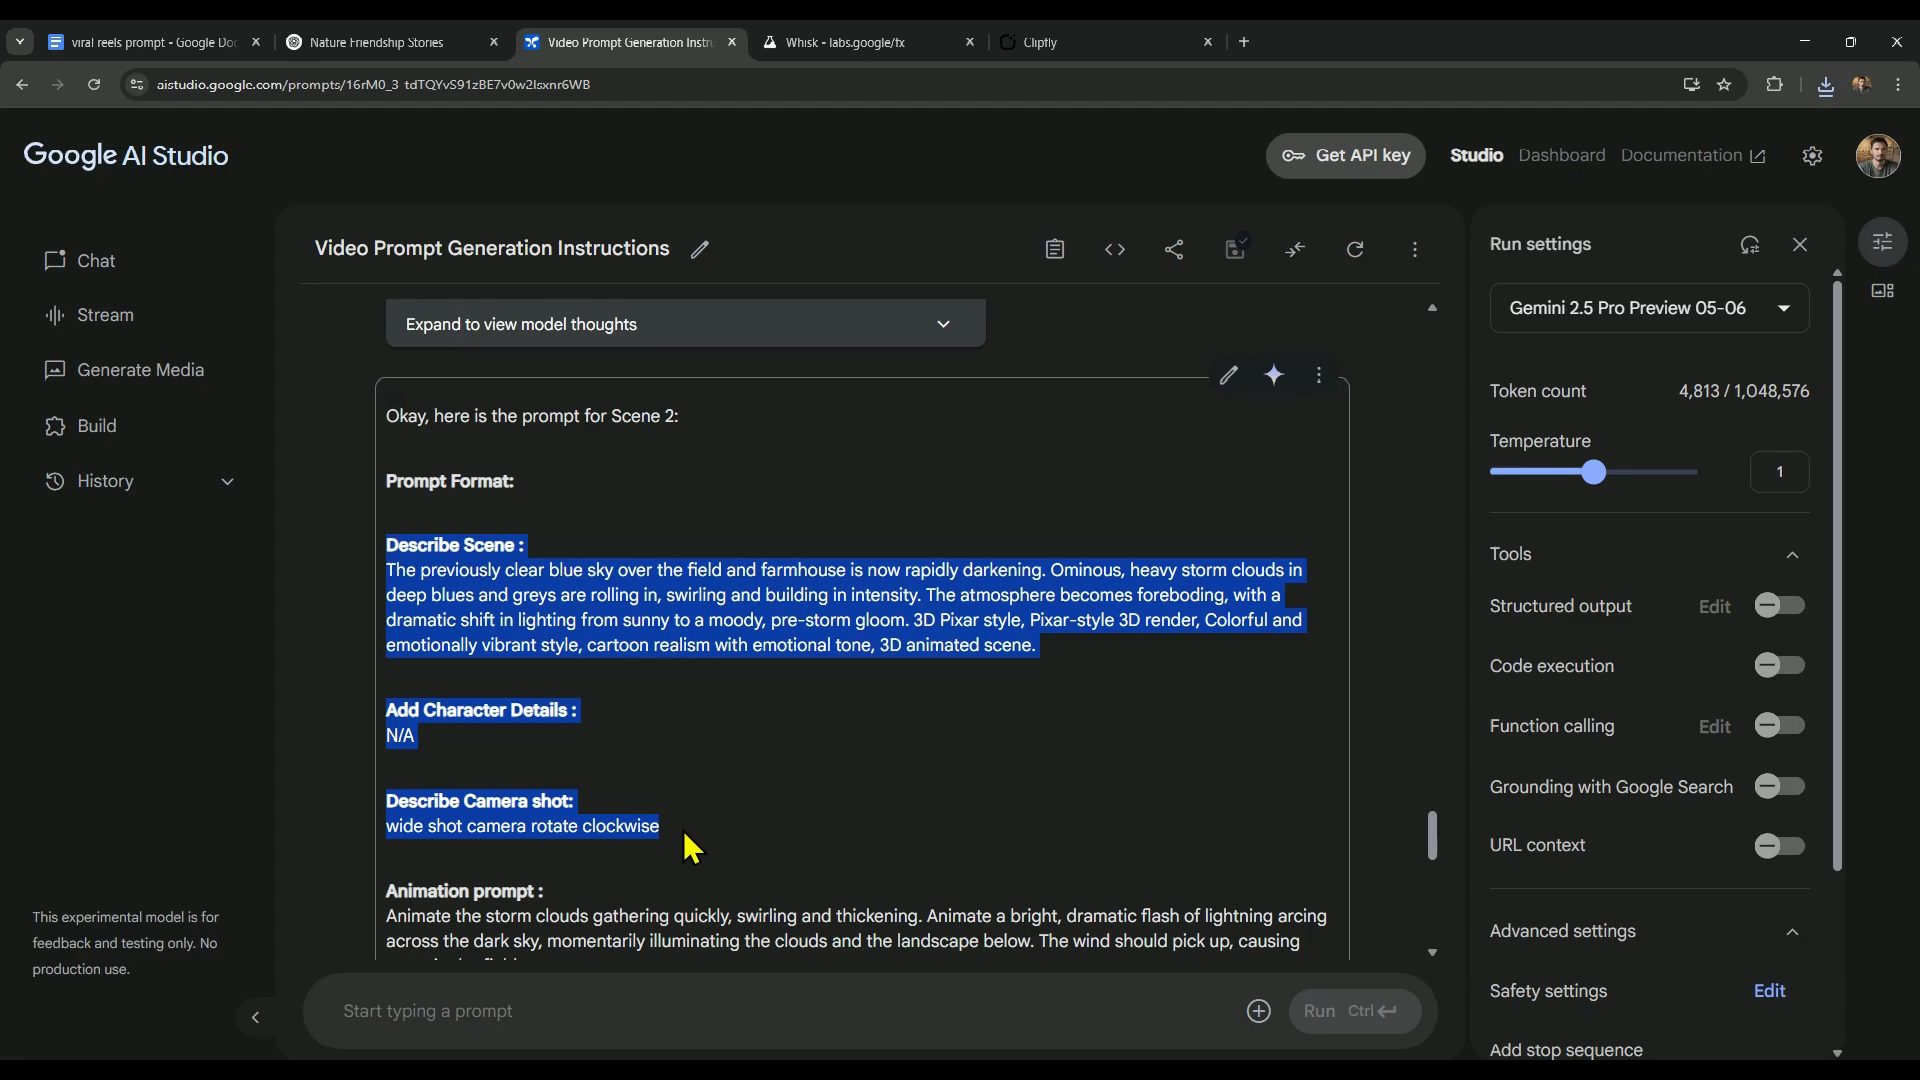 viral reels prompt - Google Doc
Nature Friendship Stories
Video Prompt Generation Instru
Whisk - labs.google/fx
Clipfly
aistudio.google.com/prompts/16rM0_3 tdTQYvS91zBE7v0w2lsxnr6WB
Google AI Studio
Get API key
Studio
Dashboard
Documentation
Chat
Stream
Generate Media
Build
History
This experimental model is for
feedback and testing only. No
production use.
Video Prompt Generation Instructions
Expand to view model thoughts
Okay, here is the prompt for Scene 2:
Prompt Format:
Describe Scene :
The previously clear blue sky over the field and farmhouse is now rapidly darkening. Ominous, heavy storm clouds in
deep blues and greys are rolling in, swirling and building in intensity. The atmosphere becomes foreboding, with a
dramatic shift in lighting from sunny to a moody, pre-storm gloom. 3D Pixar style, Pixar-style 3D render, Colorful and
emotionally vibrant style, cartoon realism with emotional tone, 3D animated scene.
Add Character Details :
N/A
Describe Camera shot:
wide shot camera rotate clockwise
Animation prompt :
Animate the storm clouds gathering quickly, swirling and thickening. Animate a bright, dramatic flash of lightning arcing
across the dark sky, momentarily illuminating the clouds and the landscape below. The wind should pick up, causing
Start typing a prompt
Run Ctrl
Run settings
Gemini 2.5 Pro Preview 05-06
Token count 4,813 / 1,048,576
Temperature
1
Tools
Structured output Edit
Code execution
Function calling Edit
Grounding with Google Search
URL context
Advanced settings
Safety settings Edit
Add stop sequence